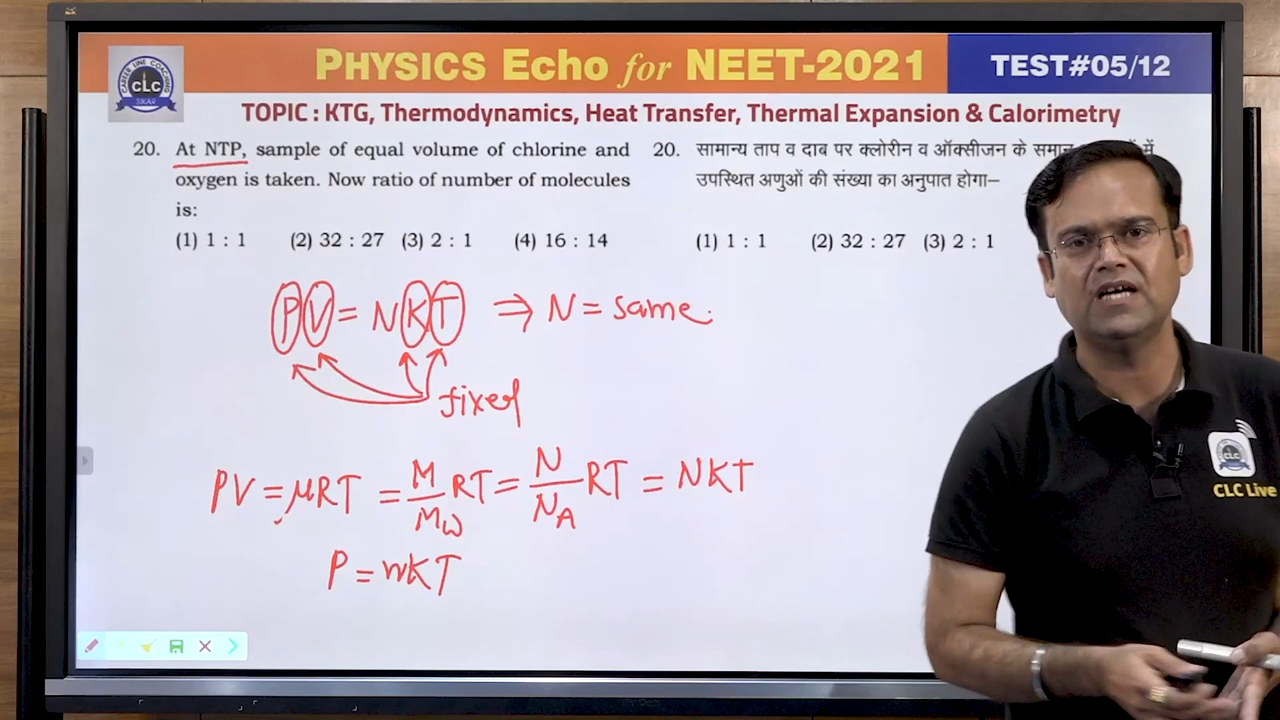 PHYSICS Echo for NEET-2021
TEST#05/12
CLC
SIKAR
TOPIC : KTG, Thermodynamics, Heat Transfer, Thermal Expansion & Calorimetry
20. At NTP, sample of equal volume of chlorine and
oxygen is taken. Now ratio of number of molecules
is:
(1) 1 : 1 (2) 32 : 27 (3) 2 : 1 (4) 16 : 14
20. सामान्य ताप व दाब पर क्लोरीन व ऑक्सीजन के समान में
उपस्थित अणुओं की संख्या का अनुपात होगा–
(1) 1 : 1 (2) 32 : 27 (3) 2 : 1
PV = NKT ⇒ N = same.
fixed
PV = μRT = M/Mw RT = N/NA RT = NKT
P = nKT
CLC
CLC Live